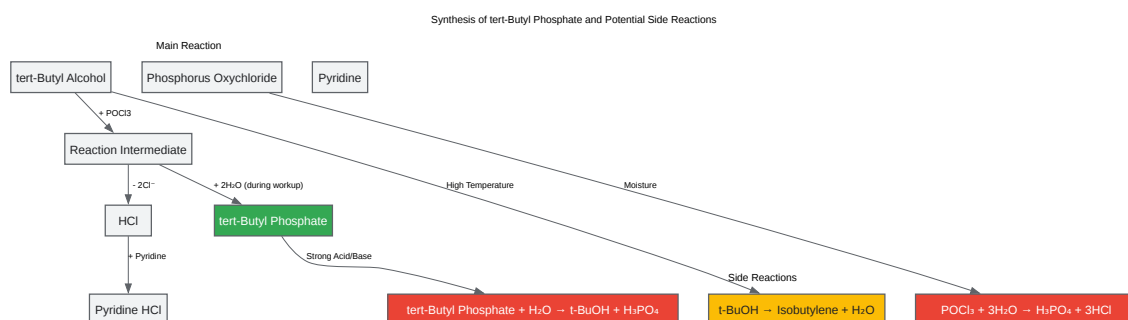 Synthesis of tert-Butyl Phosphate and Potential Side Reactions
Main Reaction
tert-Butyl Alcohol
Phosphorus Oxychloride
Pyridine
+ POCl3
Reaction Intermediate
- 2Cl⁻
+ 2H₂O (during workup)
High Temperature
Moisture
HCl
tert-Butyl Phosphate
+ Pyridine
Strong Acid/Base
Side Reactions
Pyridine HCl
tert-Butyl Phosphate + H₂O → t-BuOH + H₃PO₄
t-BuOH → Isobutylene + H₂O
POCl₃ + 3H₂O → H₃PO₄ + 3HCl